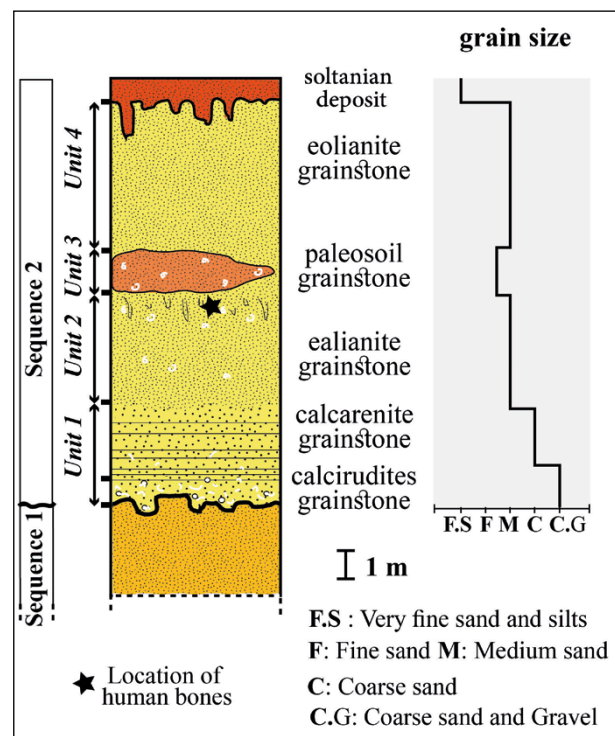 grain size
soltanian
deposit
Unit 4
eolianite
grainstone
Unit 3
paleosoil
grainstone
Sequence 2
Unit 2
ealianite
grainstone
Unit 1
calcarenite
grainstone
calcirudites
grainstone
Sequence 1
F.S F M C C.G
1 m
F.S : Very fine sand and silts
F: Fine sand M: Medium sand
C: Coarse sand
C.G: Coarse sand and Gravel
Location of
human bones